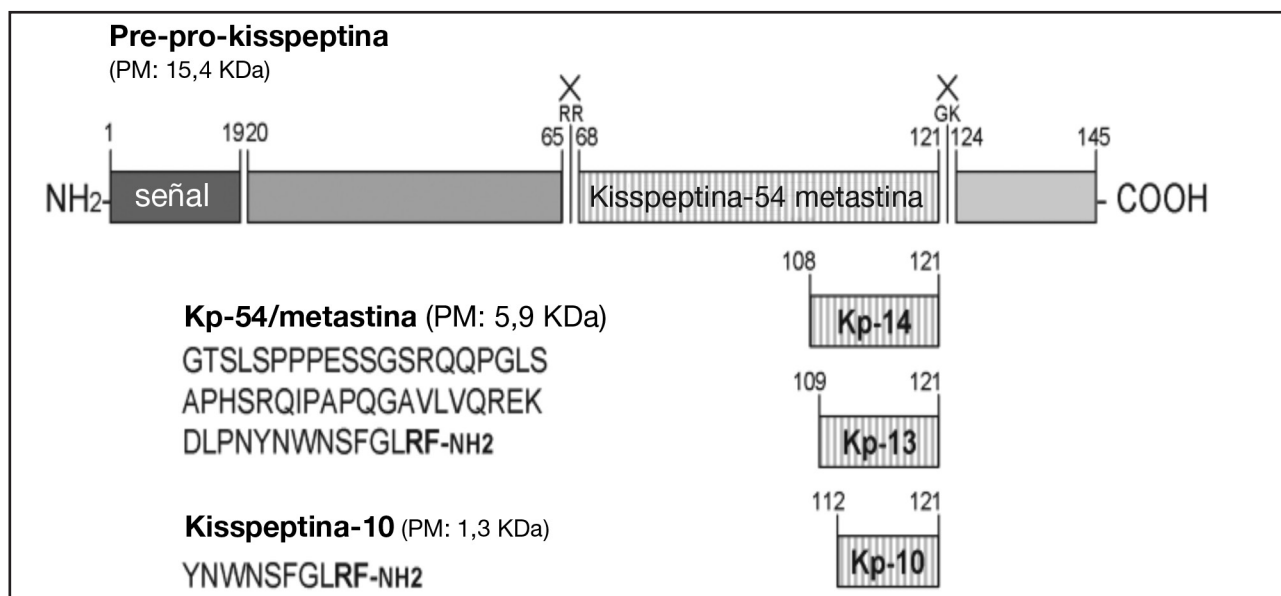 Pre-pro-kisspeptina
(PM: 15,4 KDa)
X X
RR GK
1 19 20 65 68 121 124 145
NH2- señal Kisspeptina-54 metastina - COOH
108 121
Kp-54/metastina (PM: 5,9 KDa)
Kp-14
GTSLSPPPESSGSRQQPGLS
109 121
APHSRQIPAPQGAVLVQREK
DLPNYNWNSFGLRF-NH2
Kp-13
112 121
Kisspeptina-10 (PM: 1,3 KDa)
Kp-10
YNWNSFGLRF-NH2